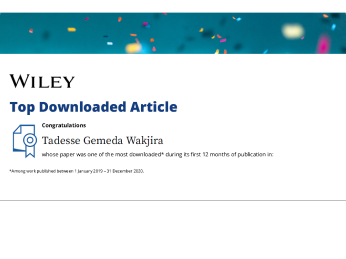 WILEY
Top Downloaded Article
Congratulations
Tadesse Gemeda Wakjira
whose paper was one of the most downloaded* during its first 12 months of publication in:
*Among work published between 1 January 2019 – 31 December 2020.